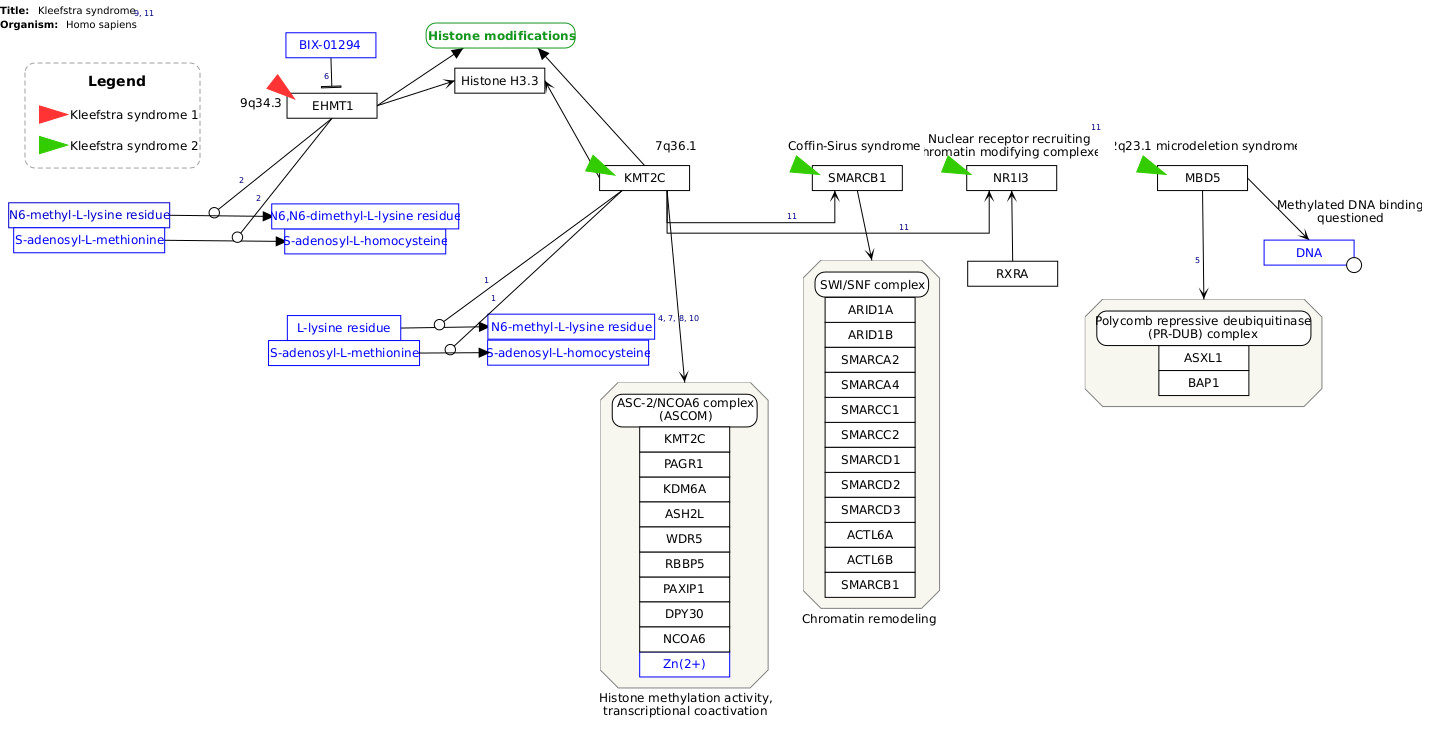 Title: Kleefstra syndrome 9, 11
Organism: Homo sapiens
BIX-01294
Histone modifications
6
Histone H3.3
Legend
Kleefstra syndrome 1
Kleefstra syndrome 2
9q34.3
EHMT1
7q36.1
KMT2C
Coffin-Sirus syndrome
SMARCB1
11
Nuclear receptor recruiting
chromatin modifying complexes
NR1I3
2q23.1 microdeletion syndrome
MBD5
Methylated DNA binding
questioned
DNA
2
2
N6-methyl-L-lysine residue
N6,N6-dimethyl-L-lysine residue
S-adenosyl-L-methionine
S-adenosyl-L-homocysteine
11
11
RXRA
5
1
1
L-lysine residue
N6-methyl-L-lysine residue
S-adenosyl-L-methionine
S-adenosyl-L-homocysteine
4, 7, 8, 10
ASC-2/NCOA6 complex
(ASCOM)
KMT2C
PAGR1
KDM6A
ASH2L
WDR5
RBBP5
PAXIP1
DPY30
NCOA6
Zn(2+)
Histone methylation activity,
transcriptional coactivation
SWI/SNF complex
ARID1A
ARID1B
SMARCA2
SMARCA4
SMARCC1
SMARCC2
SMARCD1
SMARCD2
SMARCD3
ACTL6A
ACTL6B
SMARCB1
Chromatin remodeling
Polycomb repressive deubiquitinase
(PR-DUB) complex
ASXL1
BAP1